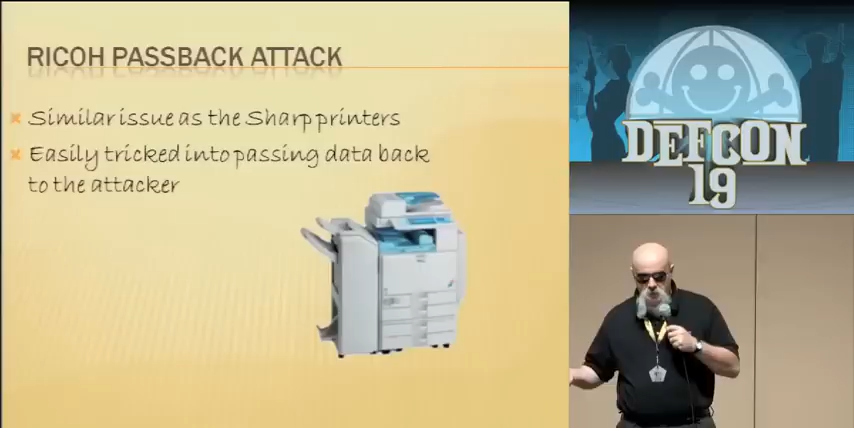 RICOH PASSBACK ATTACK
Similar issue as the Sharp printers
Easily tricked into passing data back
to the attacker
DEFCON
19